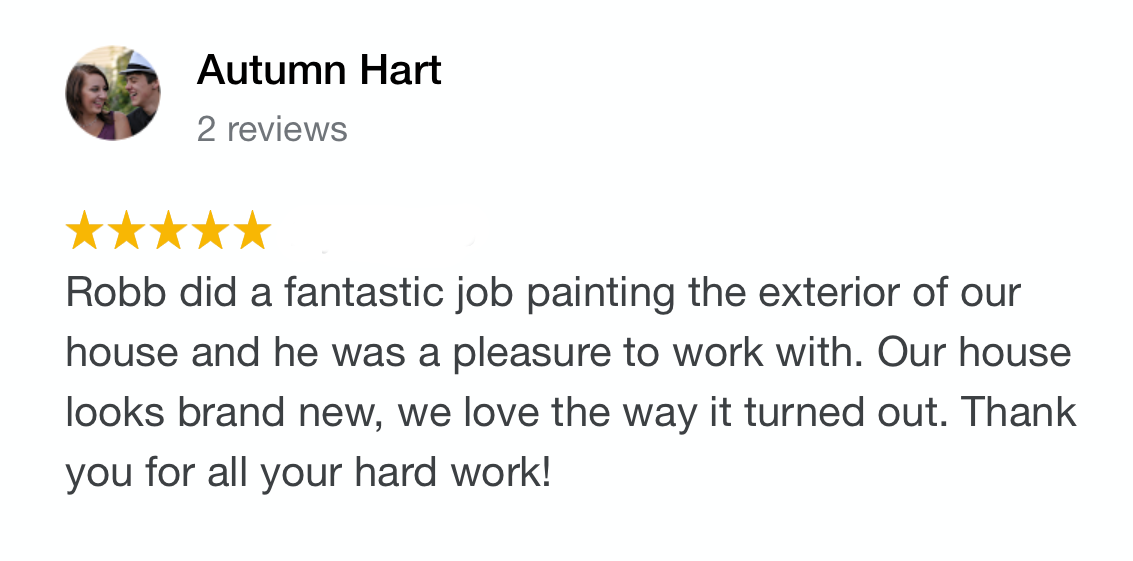 Autumn Hart
2 reviews
Robb did a fantastic job painting the exterior of our
house and he was a pleasure to work with. Our house
looks brand new, we love the way it turned out. Thank
you for all your hard work!